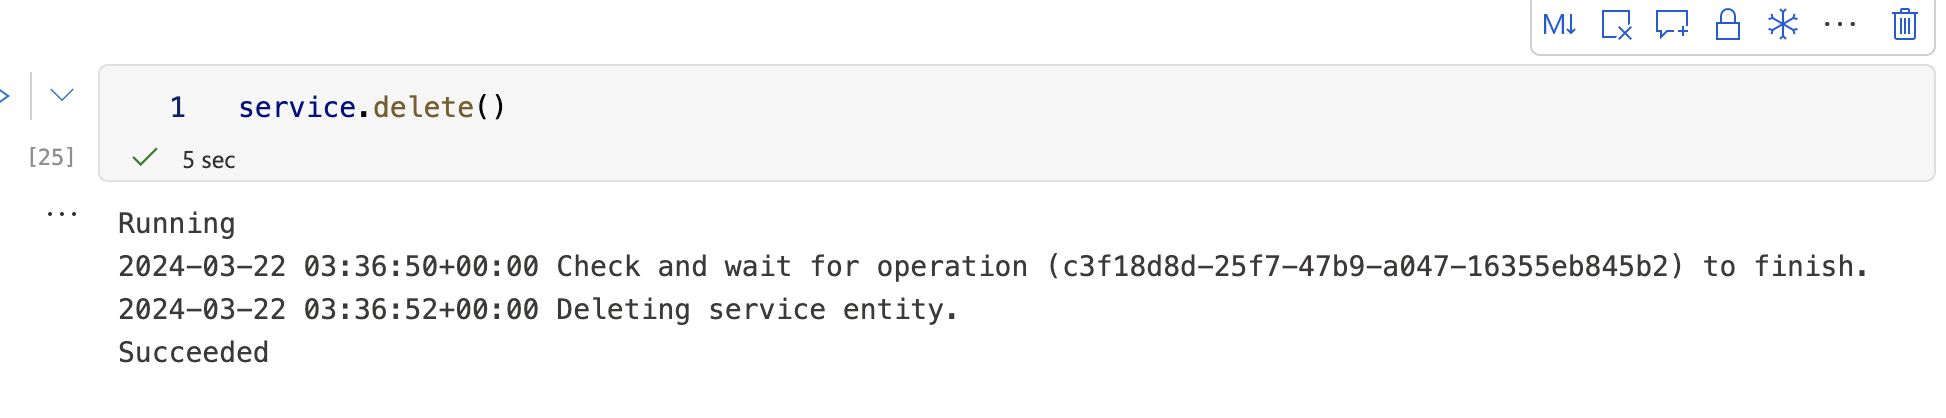 M↓
1 service.delete()
[25] 5 sec
Running
2024-03-22 03:36:50+00:00 Check and wait for operation (c3f18d8d-25f7-47b9-a047-16355eb845b2) to finish.
2024-03-22 03:36:52+00:00 Deleting service entity.
Succeeded